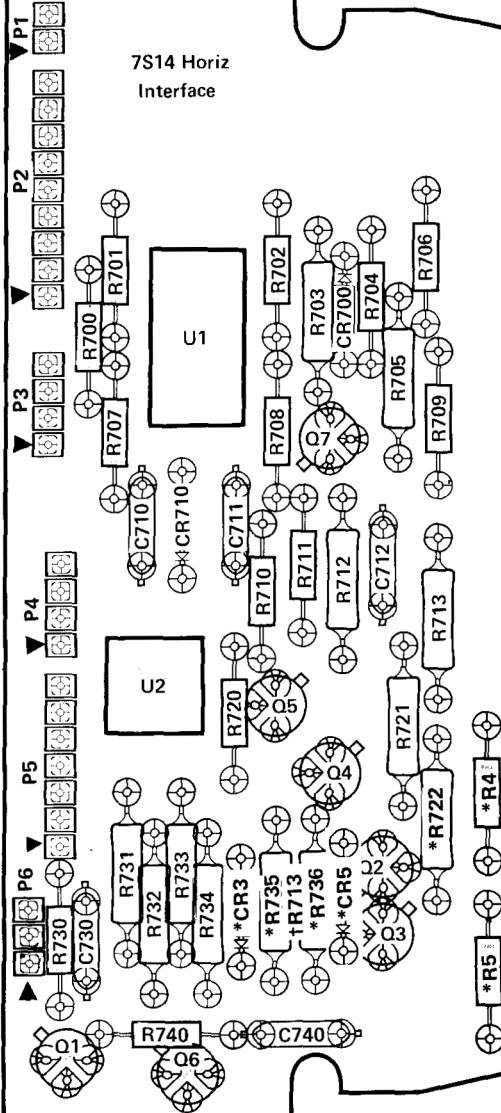 P1
7S14 Horiz
Interface
P2
R701
R700
U1
R702
R703
CR700
R704
R706
R705
P3
R707
R708
Q7
R709
C710
CR710
C711
R710
R711
R712
C712
R713
P4
U2
R720
Q5
R721
P5
Q4
*R722
*R4
P6
R730
C730
R731
R732
R733
R734
*CR3
*R735
†R713
*R736
*CR5
Q2
Q3
*R5
Q1
R740
Q6
C740